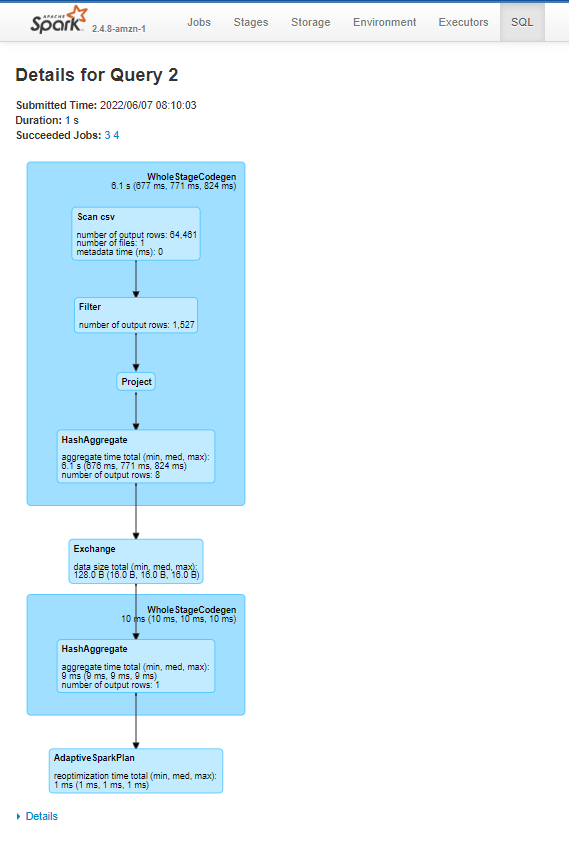 APACHE
Spark 2.4.8-amzn-1 Jobs Stages Storage Environment Executors SQL
Details for Query 2
Submitted Time: 2022/06/07 08:10:03
Duration: 1 s
Succeeded Jobs: 3 4
WholeStageCodegen
6.1 s (677 ms, 771 ms, 824 ms)
Scan csv
number of output rows: 64,461
number of files: 1
metadata time (ms): 0
Filter
number of output rows: 1,527
Project
HashAggregate
aggregate time total (min, med, max):
6.1 s (676 ms, 771 ms, 824 ms)
number of output rows: 8
Exchange
data size total (min, med, max):
128.0 B (16.0 B, 16.0 B, 16.0 B)
WholeStageCodegen
10 ms (10 ms, 10 ms, 10 ms)
HashAggregate
aggregate time total (min, med, max):
9 ms (9 ms, 9 ms, 9 ms)
number of output rows: 1
AdaptiveSparkPlan
reoptimization time total (min, med, max):
1 ms (1 ms, 1 ms, 1 ms)
Details